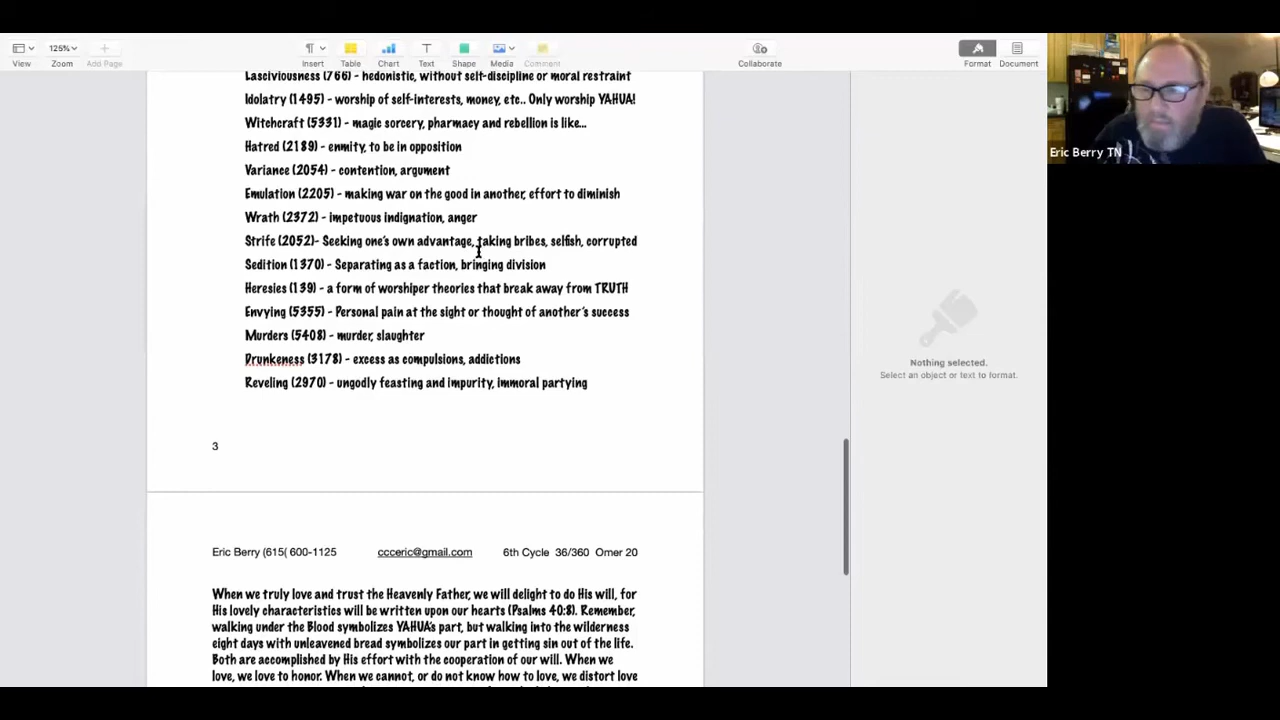 125%
View
Zoom
Add Page
Insert
Table
Chart
Text
Shape
Media
Comment
Collaborate
Format
Document
Lasciviousness (766) - hedonistic, without self-discipline or moral restraint
Idolatry (1495) - worship of self-interests, money, etc.. Only worship YAHUA!
Witchcraft (5331) - magic sorcery, pharmacy and rebellion is like...
Hatred (2189) - enmity, to be in opposition
Variance (2054) - contention, argument
Emulation (2205) - making war on the good in another, effort to diminish
Wrath (2372) - impetuous indignation, anger
Strife (2052)- Seeking one's own advantage, taking bribes, selfish, corrupted
Sedition (1370) - Separating as a faction, bringing division
Heresies (139) - a form of worshiper theories that break away from TRUTH
Envying (5355) - Personal pain at the sight or thought of another's success
Murders (5408) - murder, slaughter
Drunkeness (3178) - excess as compulsions, addictions
Reveling (2970) - ungodly feasting and impurity, immoral partying
3
Eric Berry (615( 600-1125 ccceric@gmail.com 6th Cycle 36/360 Omer 20
When we truly love and trust the Heavenly Father, we will delight to do His will, for
His lovely characteristics will be written upon our hearts (Psalms 40:8). Remember,
walking under the Blood symbolizes YAHUA's part, but walking into the wilderness
eight days with unleavened bread symbolizes our part in getting sin out of the life.
Both are accomplished by His effort with the cooperation of our will. When we
love, we love to honor. When we cannot, or do not know how to love, we distort love
Nothing selected.
Select an object or text to format.
Eric Berry TN